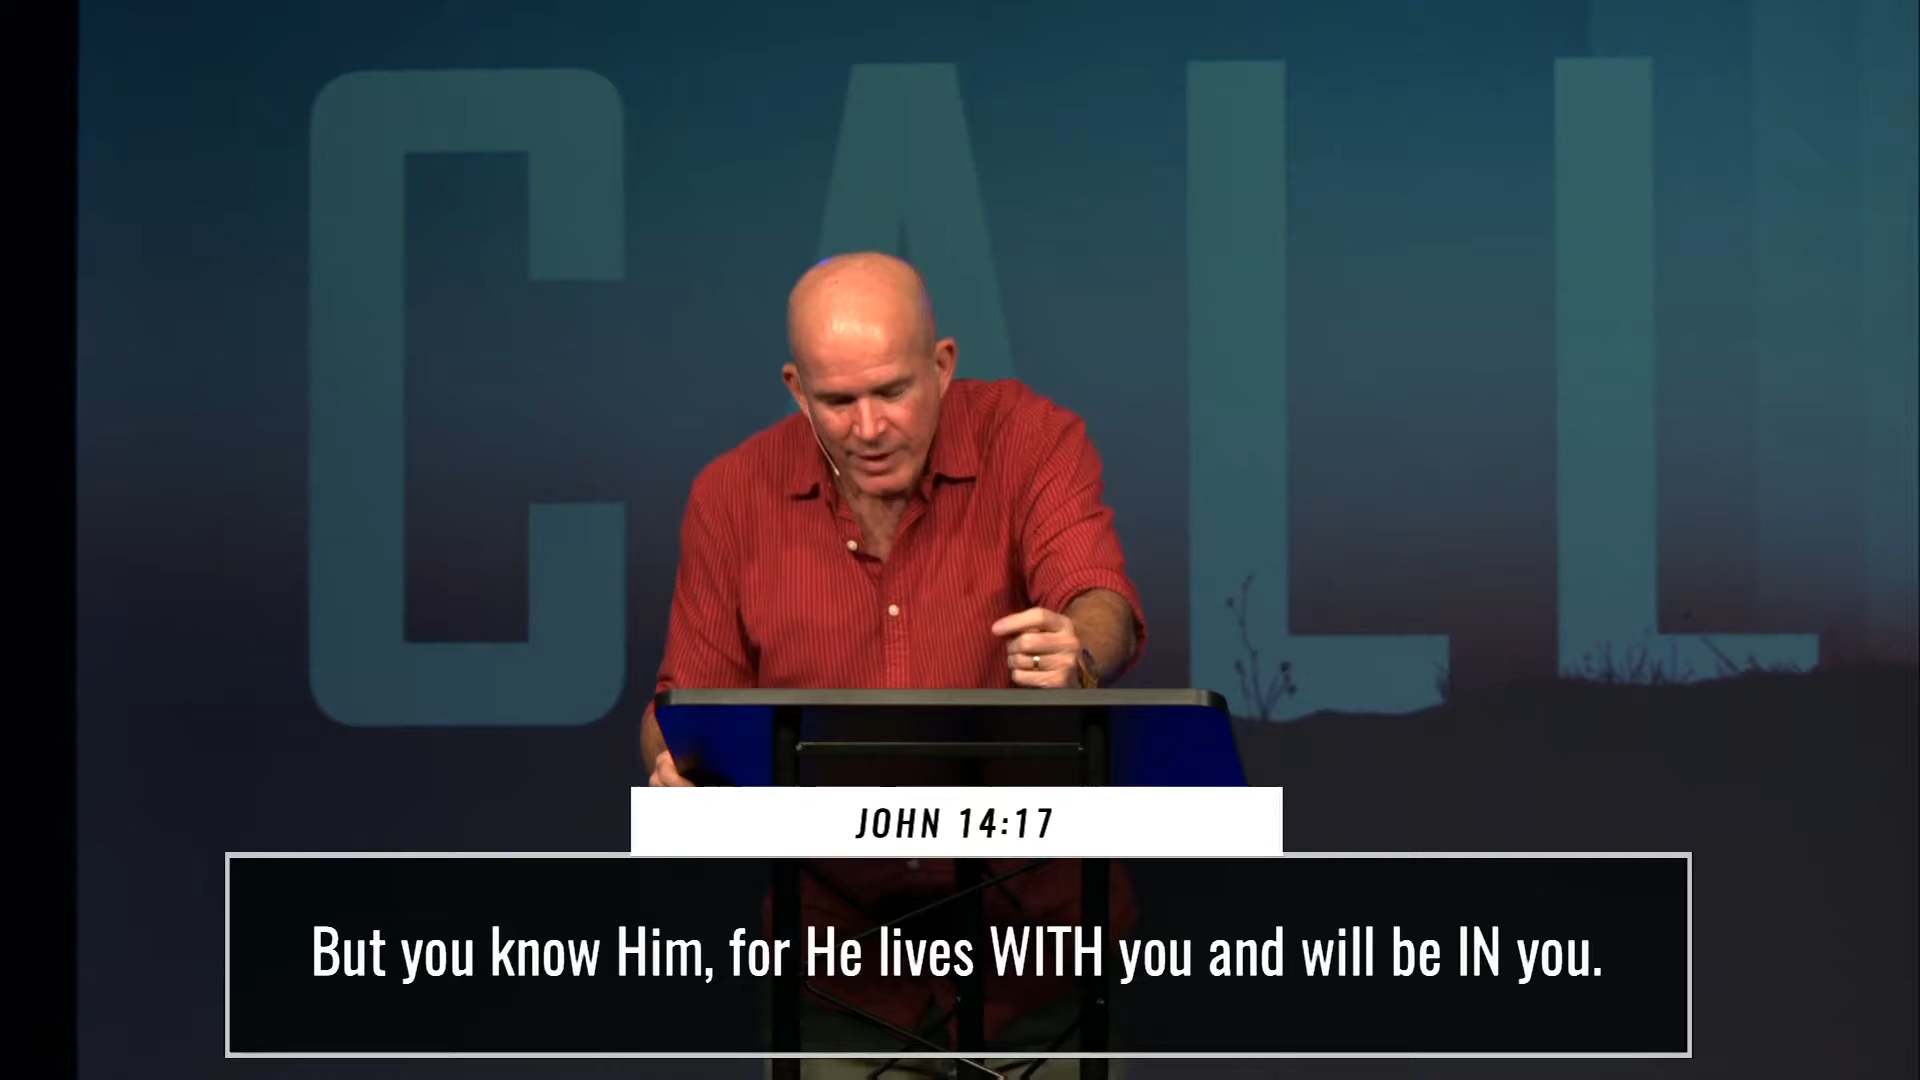 CALL
JOHN 14:17
But you know Him, for He lives WITH you and will be IN you.